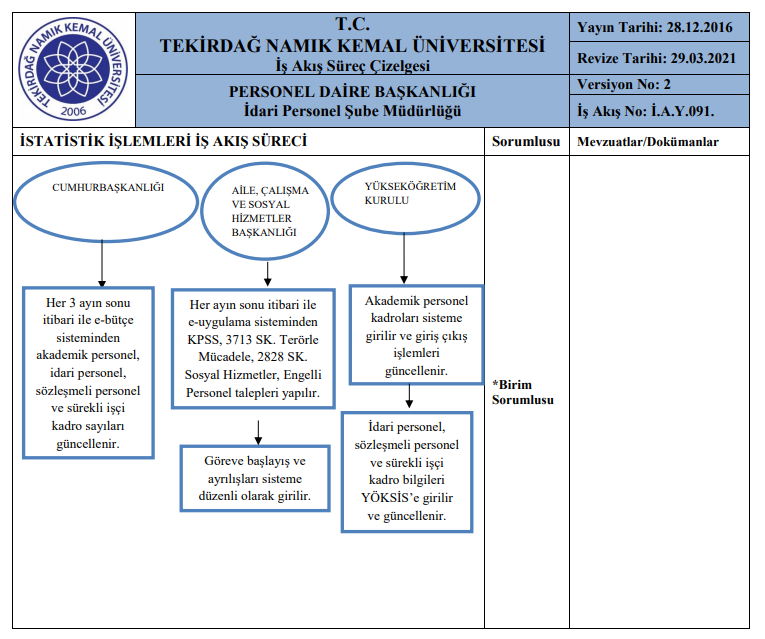 TEKİRDAĞ NAMIK KEMAL ÜNİVERSİTESİ
2006
T.C.
TEKİRDAĞ NAMIK KEMAL ÜNİVERSİTESİ
İş Akış Süreç Çizelgesi
PERSONEL DAİRE BAŞKANLIĞI
İdari Personel Şube Müdürlüğü
Yayın Tarihi: 28.12.2016
Revize Tarihi: 29.03.2021
Versiyon No: 2
İş Akış No: İ.A.Y.091.
İSTATİSTİK İŞLEMLERİ İŞ AKIŞ SÜRECİ
Sorumlusu
Mevzuatlar/Dokümanlar
CUMHURBAŞKANLIĞI
AİLE, ÇALIŞMA
VE SOSYAL
HİZMETLER
BAŞKANLIĞI
YÜKSEKÖĞRETİM
KURULU
Her 3 ayın sonu
itibari ile e-bütçe
sisteminden
akademik personel,
idari personel,
sözleşmeli personel
ve sürekli işçi
kadro sayıları
güncellenir.
Her ayın sonu itibari ile
e-uygulama sisteminden
KPSS, 3713 SK. Terörle
Mücadele, 2828 SK.
Sosyal Hizmetler, Engelli
Personel talepleri yapılır.
Göreve başlayış ve
ayrılışları sisteme
düzenli olarak girilir.
Akademik personel
kadroları sisteme
girilir ve giriş çıkış
işlemleri
güncellenir.
İdari personel,
sözleşmeli personel
ve sürekli işçi
kadro bilgileri
YÖKSİS’e girilir
ve güncellenir.
*Birim
Sorumlusu